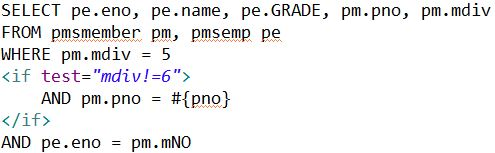 SELECT pe.eno, pe.name, pe.GRADE, pm.pno, pm.mdiv
FROM pmsmember pm, pmsemp pe
WHERE pm.mdiv = 5
<if test="mdiv!=6">
    AND pm.pno = #{pno}
</if>
AND pe.eno = pm.mNO